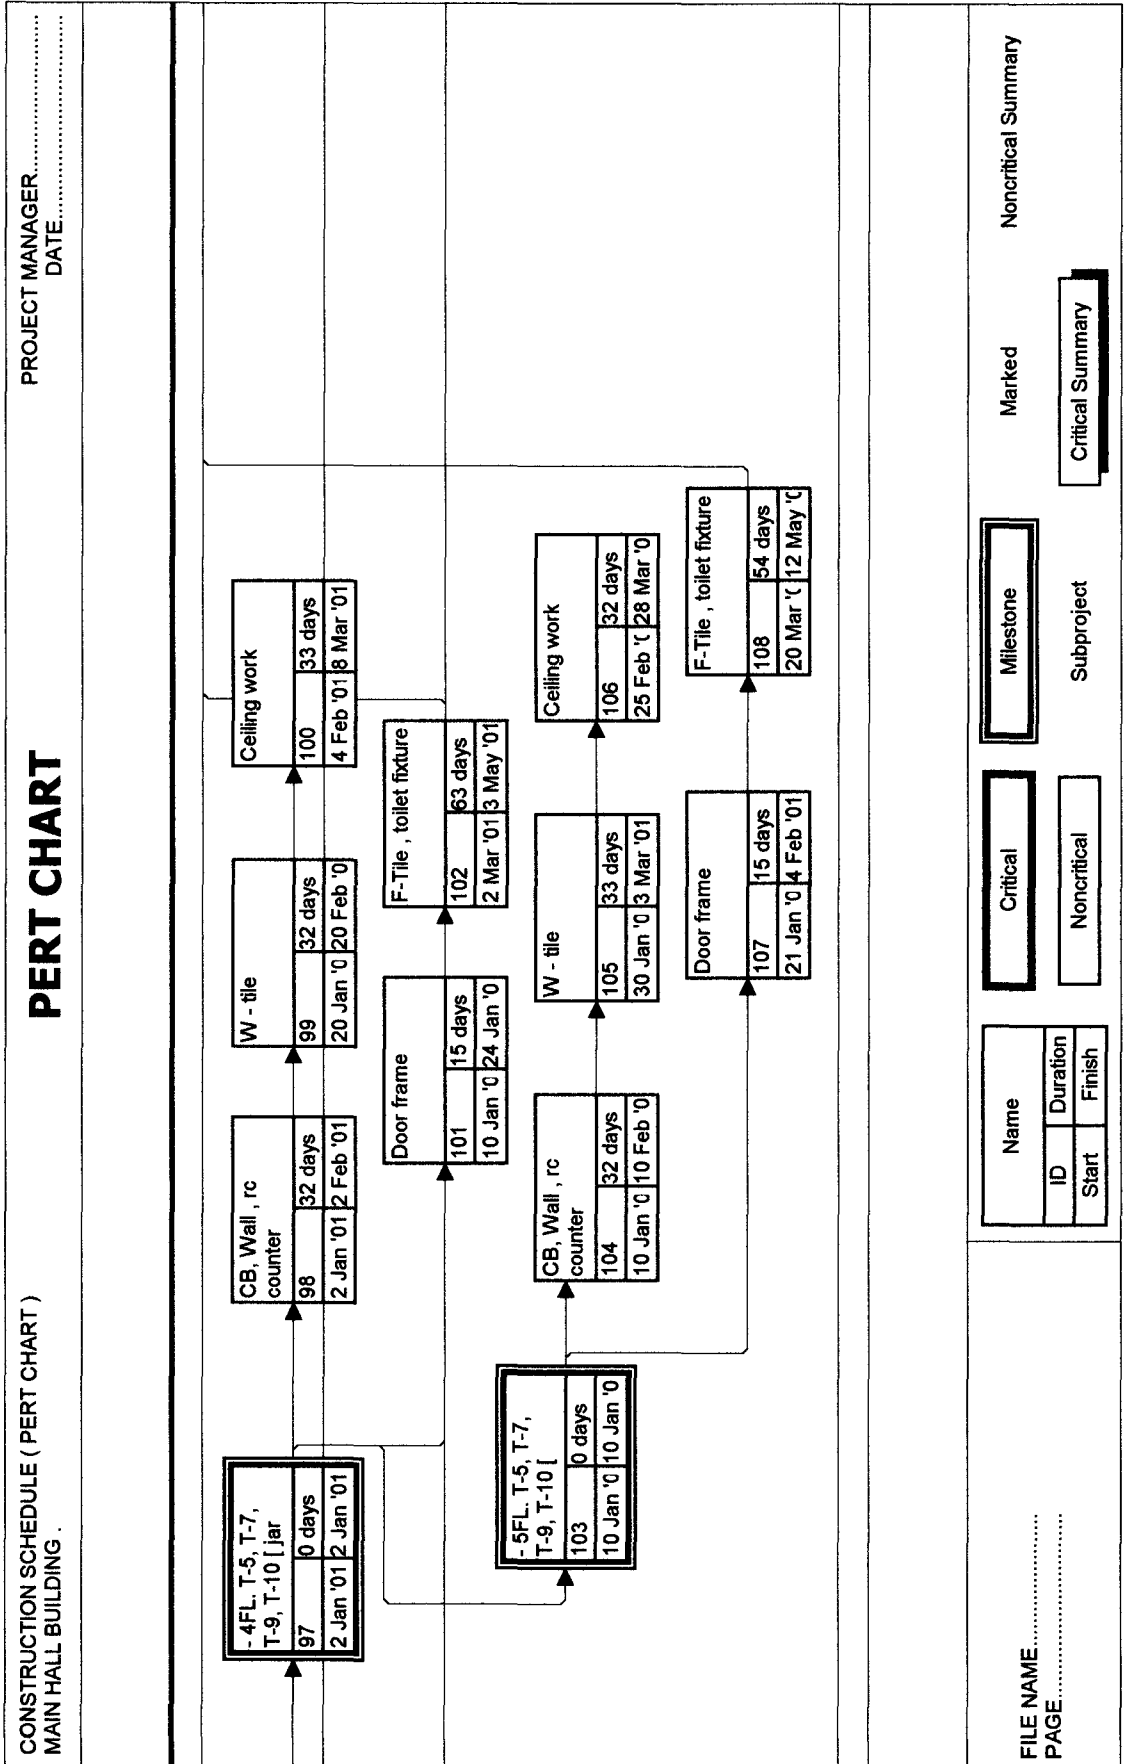 CONSTRUCTION SCHEDULE ( PERT CHART )
MAIN HALL BUILDING .
PERT CHART
PROJECT MANAGER..............................
DATE..............................
- 4FL. T-5, T-7,
T-9, T-10 [ jar
97 0 days
2 Jan '01 2 Jan '01
CB, Wall , rc
counter
98 32 days
2 Jan '01 2 Feb '01
W - tile
99 32 days
20 Jan '0 20 Feb '0
Ceiling work
100 33 days
4 Feb '01 8 Mar '01
Door frame
101 15 days
10 Jan '0 24 Jan '0
F-Tile , toilet fixture
102 63 days
2 Mar '01 3 May '01
- 5FL. T-5, T-7,
T-9, T-10 [
103 0 days
10 Jan '0 10 Jan '0
CB, Wall , rc
counter
104 32 days
10 Jan '0 10 Feb '0
W - tile
105 33 days
30 Jan '0 3 Mar '01
Ceiling work
106 32 days
25 Feb '0 28 Mar '0
Door frame
107 15 days
21 Jan '0 4 Feb '01
F-Tile , toilet fixture
108 54 days
20 Mar '0 12 May '0
FILE NAME..............................
PAGE..............................
Name
ID Duration
Start Finish
Critical
Noncritical
Milestone
Subproject
Marked
Critical Summary
Noncritical Summary